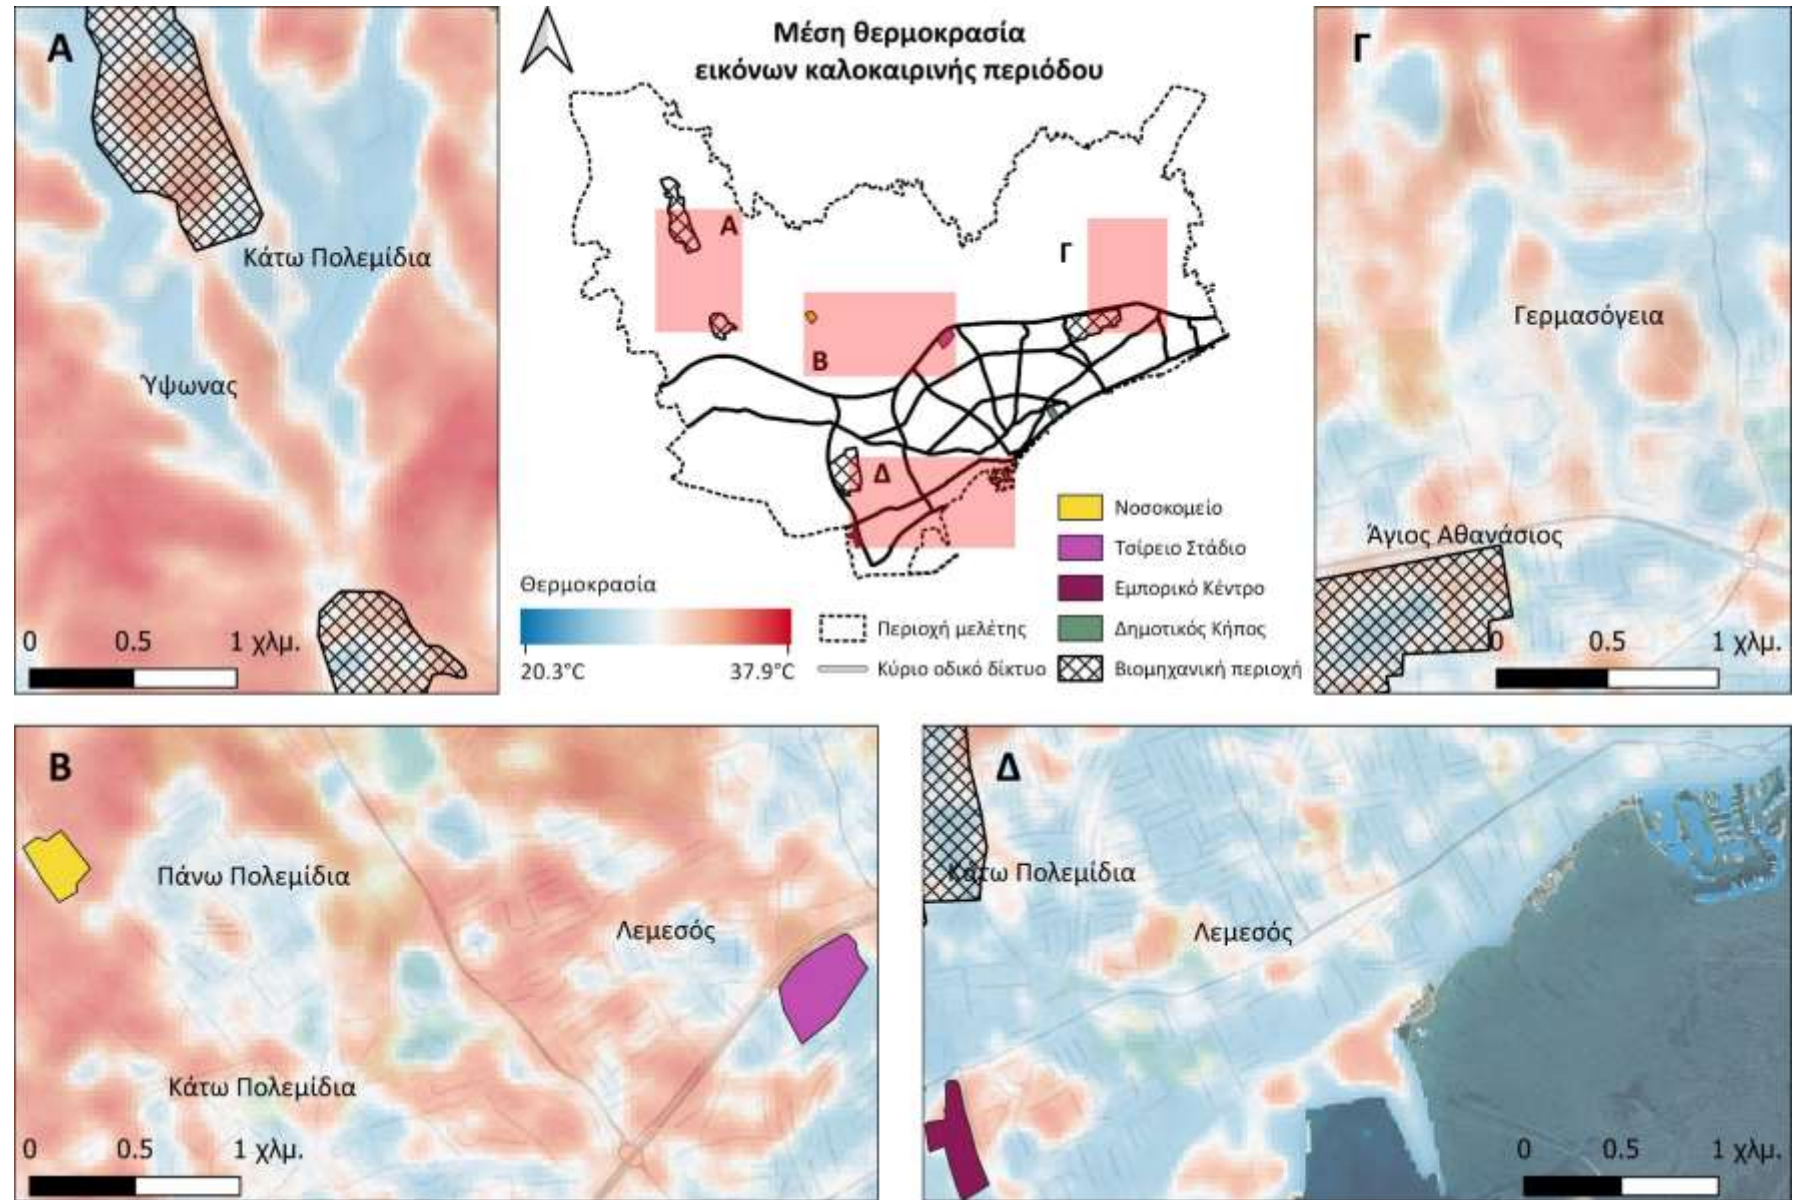 Α
Κάτω Πολεμίδια
Ύψωνας
0 0.5 1 χλμ.
Μέση θερμοκρασία
εικόνων καλοκαιρινής περιόδου
Α
Β
Γ
Δ
Θερμοκρασία
20.3°C 37.9°C
Περιοχή μελέτης
Κύριο οδικό δίκτυο
Νοσοκομείο
Τσίρειο Στάδιο
Εμπορικό Κέντρο
Δημοτικός Κήπος
Βιομηχανική περιοχή
Γ
Γερμασόγεια
Άγιος Αθανάσιος
0 0.5 1 χλμ.
Β
Πάνω Πολεμίδια
Λεμεσός
Κάτω Πολεμίδια
0 0.5 1 χλμ.
Δ
Κάτω Πολεμίδια
Λεμεσός
0 0.5 1 χλμ.